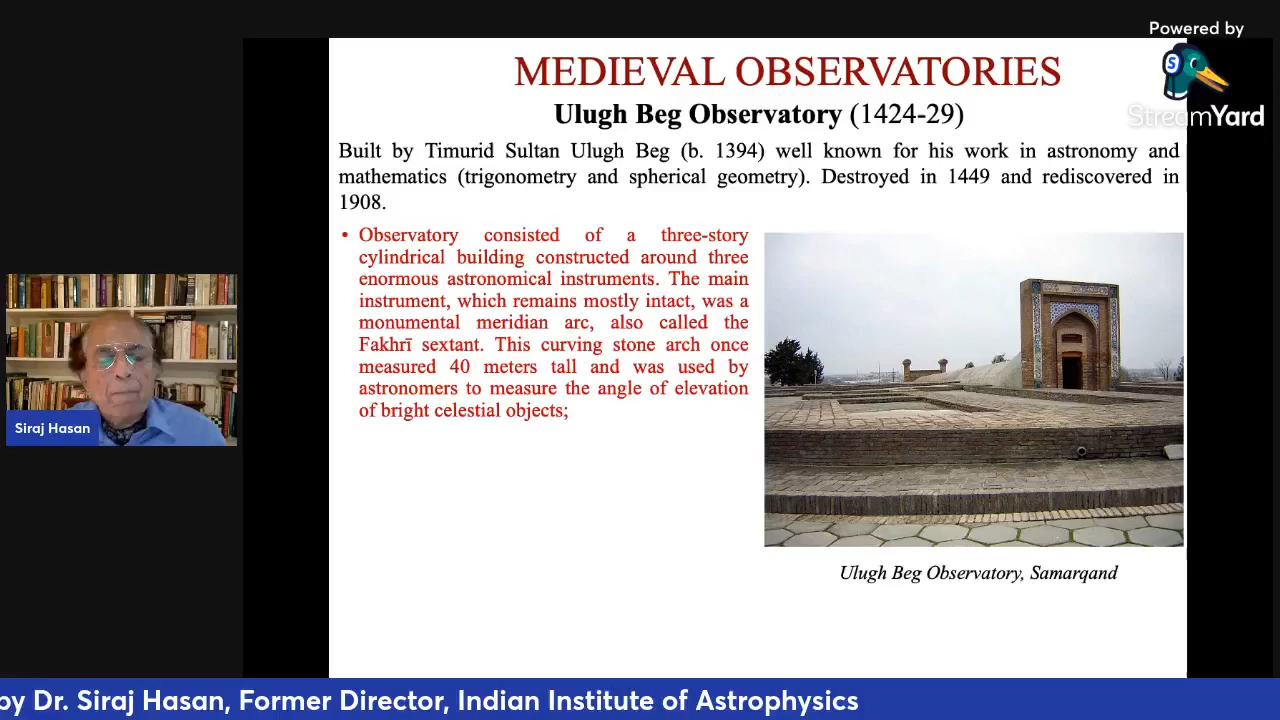 Powered by
StreamYard
MEDIEVAL OBSERVATORIES
Ulugh Beg Observatory (1424-29)
Built by Timurid Sultan Ulugh Beg (b. 1394) well known for his work in astronomy and
mathematics (trigonometry and spherical geometry). Destroyed in 1449 and rediscovered in
1908.
• Observatory consisted of a three-story
cylindrical building constructed around three
enormous astronomical instruments. The main
instrument, which remains mostly intact, was a
monumental meridian arc, also called the
Fakhrī sextant. This curving stone arch once
measured 40 meters tall and was used by
astronomers to measure the angle of elevation
of bright celestial objects;
Ulugh Beg Observatory, Samarqand
Siraj Hasan
by Dr. Siraj Hasan, Former Director, Indian Institute of Astrophysics